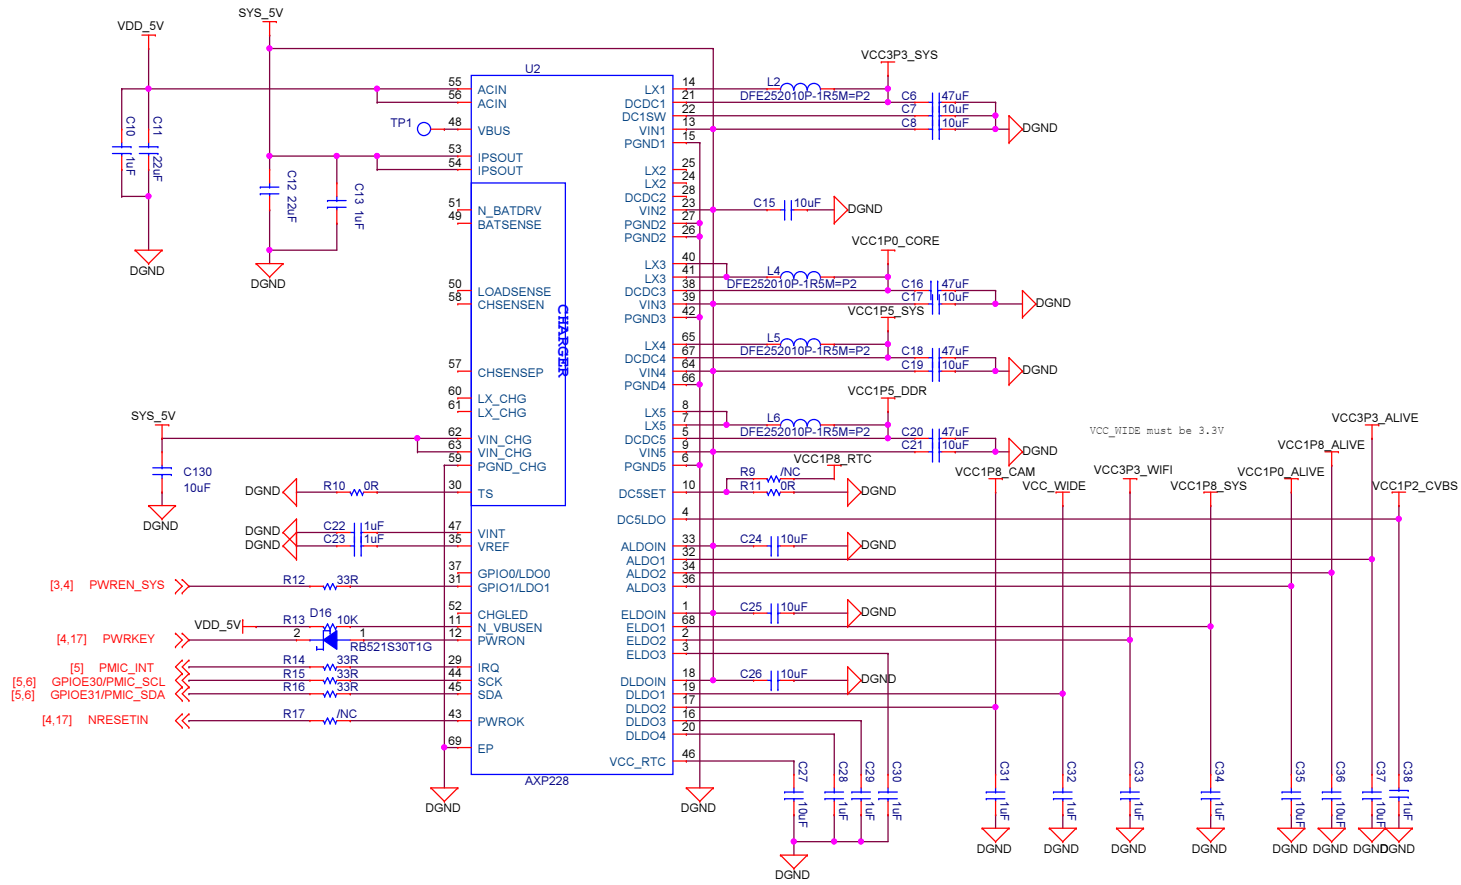 SYS_5V
VDD_5V
U2
VCC3P3_SYS
55 ACIN
56 ACIN
TP1 48 VBUS
53 IPSOUT
54 IPSOUT
C10 1uF
C11 22uF
C12 22uF
C13 1uF
DGND
DGND
51 N_BATDRV
49 BATSENSE
50 LOADSENSE
58 CHSENSEN
CHARGER
57 CHSENSEP
60 LX_CHG
61 LX_CHG
SYS_5V
62 VIN_CHG
63 VIN_CHG
59 PGND_CHG
C130
10uF
DGND
DGND R10 0R 30 TS
DGND C22 1uF 47 VINT
DGND C23 1uF 35 VREF
37 GPIO0/LDO0
[3,4] PWREN_SYS R12 33R 31 GPIO1/LDO1
52 CHGLED
VDD_5V R13 D16 10K 11 N_VBUSEN
[4,17] PWRKEY 2 1 12 PWRON
RB521S30T1G
[5] PMIC_INT R14 33R 29 IRQ
[5,6] GPIOE30/PMIC_SCL R15 33R 44 SCK
[5,6] GPIOE31/PMIC_SDA R16 33R 45 SDA
[4,17] NRESETIN R17 /NC 43 PWROK
69 EP
DGND
AXP228
LX1 14 L2
DFE252010P-1R5M=P2
DCDC1 21 C6 47uF
DC1SW 22 C7 10uF
VIN1 13 C8 10uF DGND
PGND1 15
LX2 25
LX2 24
DCDC2 28
VIN2 23 C15 10uF DGND
PGND2 27
PGND2 26
VCC1P0_CORE
LX3 40
LX3 41 L4
DFE252010P-1R5M=P2
DCDC3 38 C16 47uF
VIN3 39 C17 10uF DGND
PGND3 42
VCC1P5_SYS
LX4 65 L5
DFE252010P-1R5M=P2
DCDC4 67 C18 47uF
VIN4 64 C19 10uF DGND
PGND4 66
VCC1P5_DDR
LX5 8
LX5 7 L6
DFE252010P-1R5M=P2
DCDC5 5 C20 47uF
VIN5 9 C21 10uF DGND
PGND5 6
VCC1P8_RTC
R9 /NC
DC5SET 10 R11 0R DGND
DC5LDO 4
ALDOIN 33 C24 10uF DGND
ALDO1 32
ALDO2 34
ALDO3 36
ELDOIN 1 C25 10uF DGND
ELDO1 68
ELDO2 2
ELDO3 3
DLDOIN 18 C26 10uF DGND
DLDO1 19
DLDO2 17
DLDO3 16
DLDO4 20
VCC_RTC 46
DGND
VCC_WIDE must be 3.3V
VCC3P3_ALIVE
VCC1P8_ALIVE
VCC1P8_CAM
VCC_WIDE
VCC3P3_WIFI
VCC1P8_SYS
VCC1P0_ALIVE
VCC1P2_CVBS
C27 10uF
C28 1uF
C29 1uF
C30 1uF
DGND
C31 1uF
C32 1uF
C33 1uF
C34 1uF
C35 10uF
C36 10uF
C37 10uF
C38 1uF
DGND
DGND
DGND
DGND
DGND
DGND
DGND
DGND